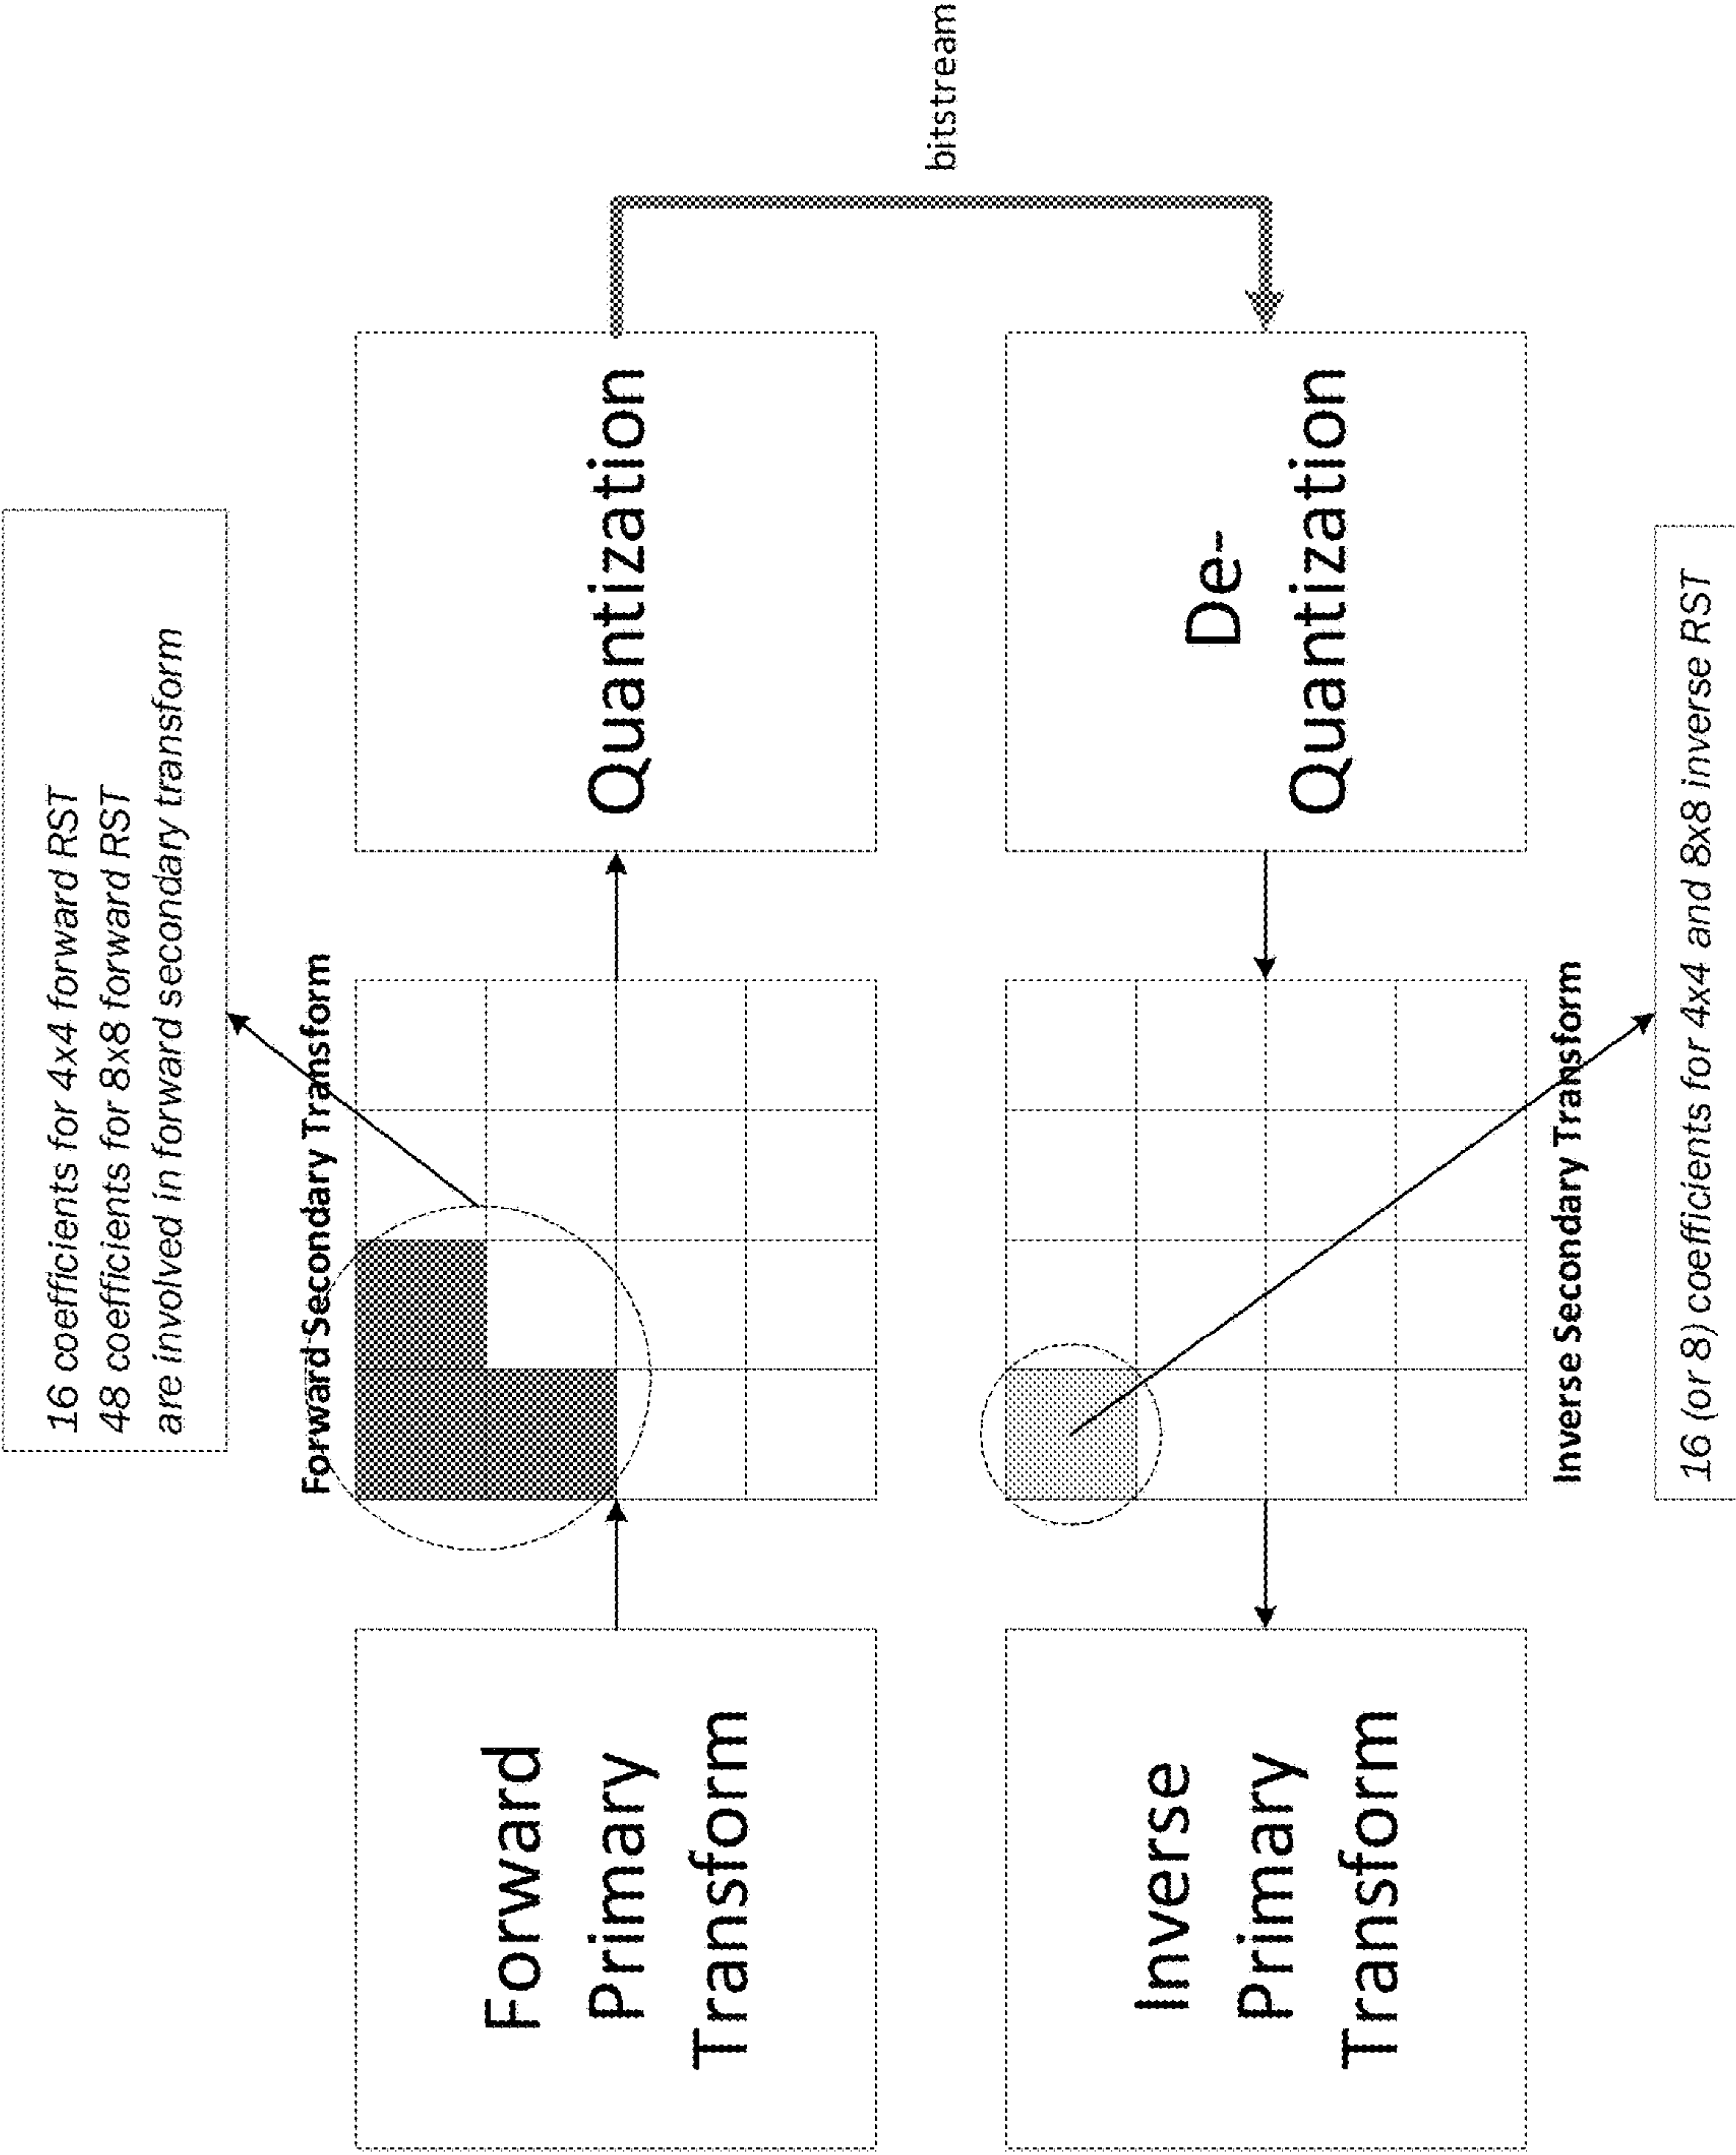 16 coefficients for 4x4 forward RST
48 coefficients for 8x8 forward RST
are involved in forward secondary transform
Forward Secondary Transform
Forward
Primary
Transform
Quantization
bitstream
Inverse
Primary
Transform
De-
Quantization
Inverse Secondary Transform
16 (or 8) coefficients for 4x4 and 8x8 inverse RST